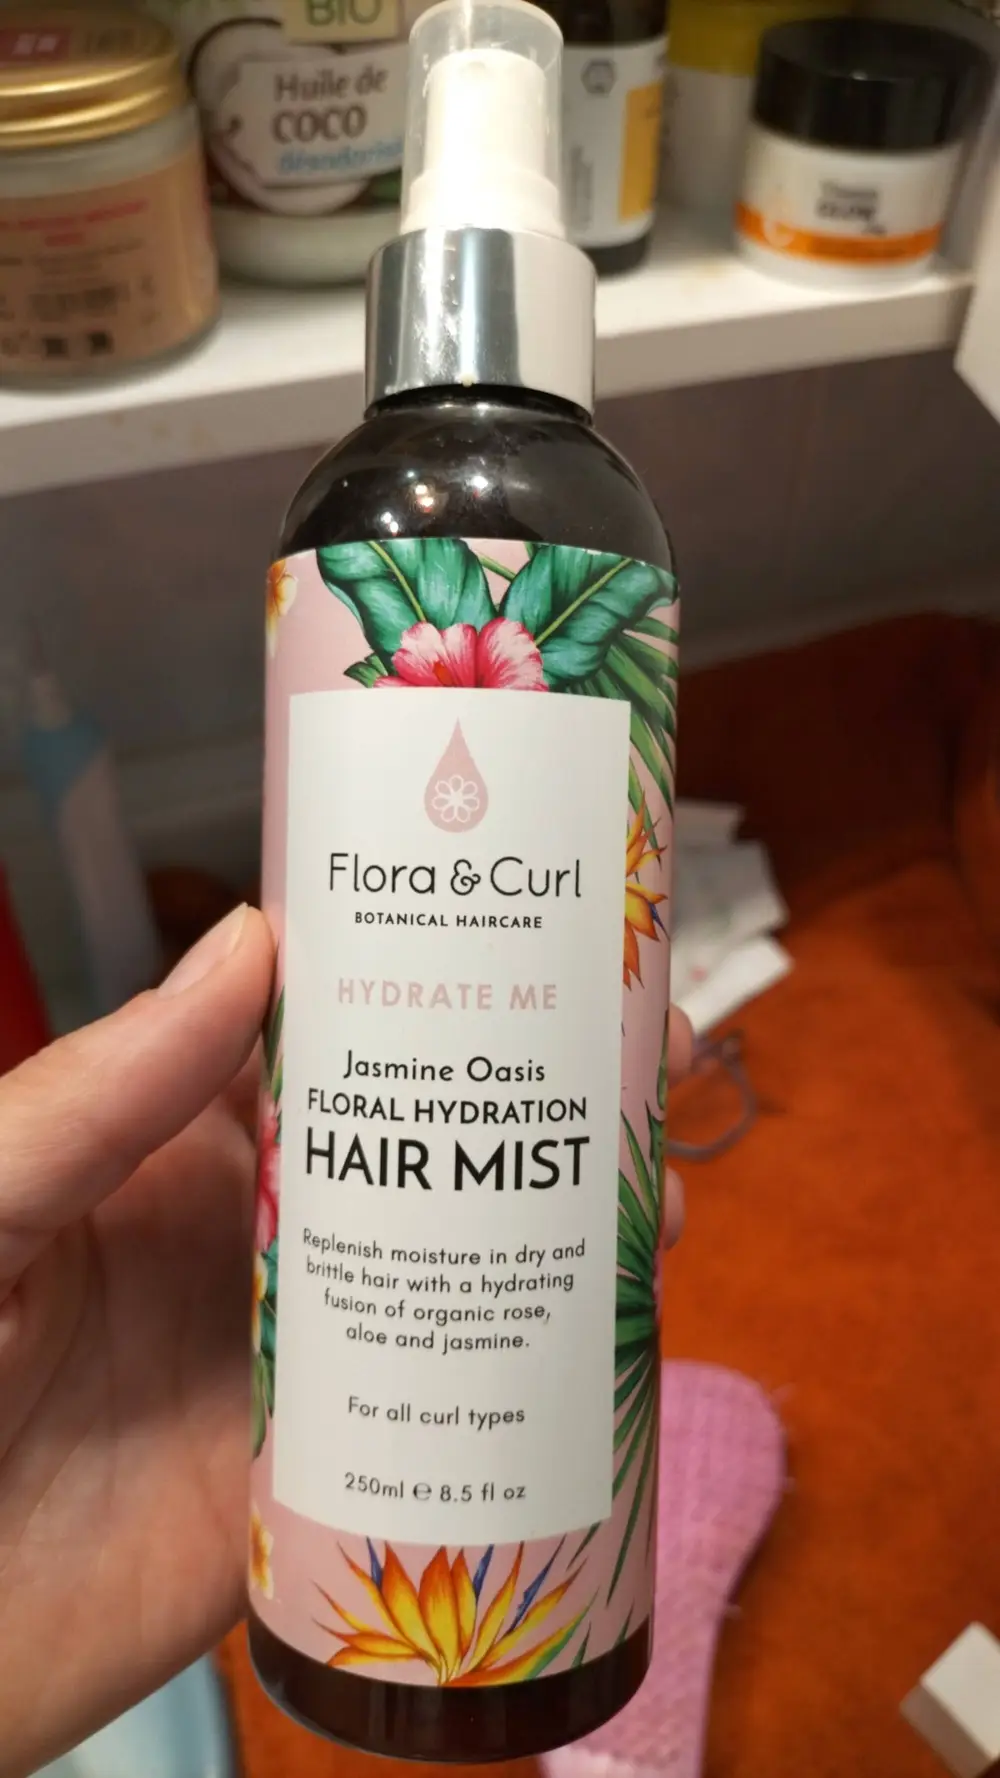 BIO
Huile de
COCO
désodorisée
Flora & Curl
BOTANICAL HAIRCARE
HYDRATE ME
Jasmine Oasis
FLORAL HYDRATION
HAIR MIST
Replenish moisture in dry and
brittle hair with a hydrating
fusion of organic rose,
aloe and jasmine.
For all curl types
250ml ℮ 8.5 fl oz